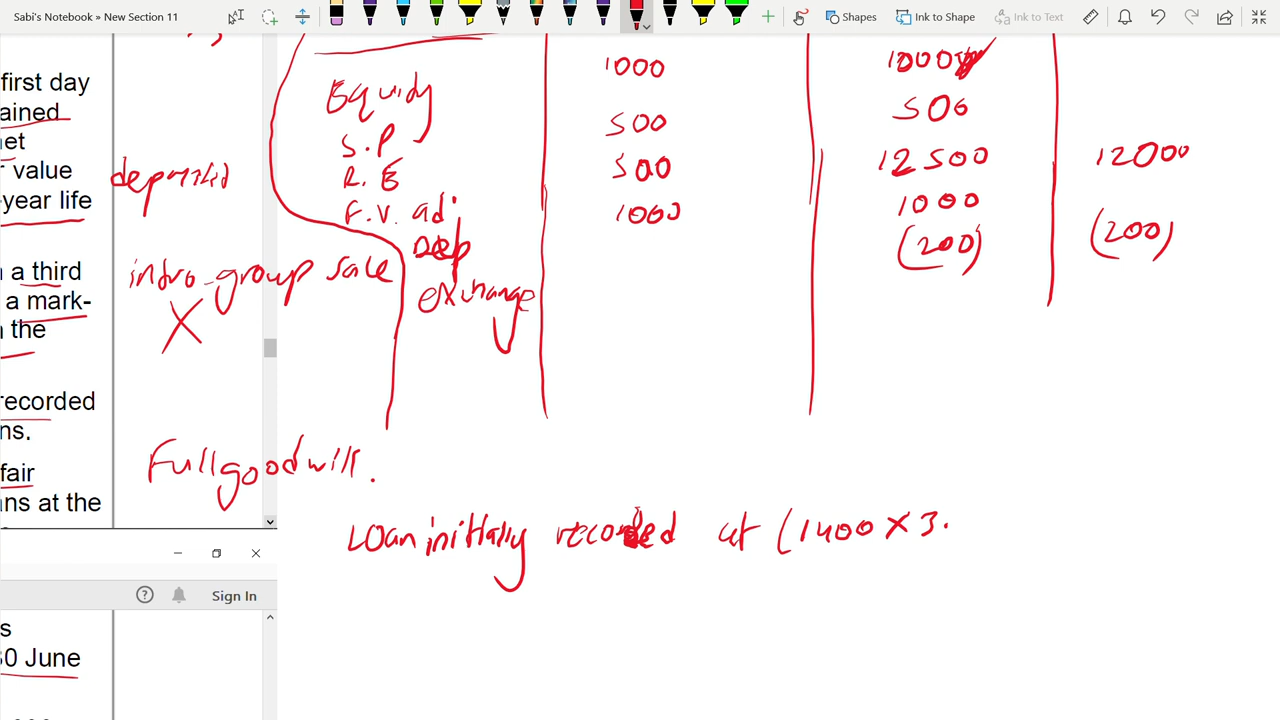 Sabi's Notebook » New Section 11
Shapes
Ink to Shape
Ink to Text
first day
ained
et
value
year life
a third
a mark-
the
recorded
ns.
fair
ns at the
Sign In
s
30 June
Equity 1000
S.P 500 500
R.E 500 12500 12000
F.V. adj 1000 1000
Dep (200) (200)
exchange
intra-group sale
X
Full goodwill.
Loan initially recorded at (1400 X 3.